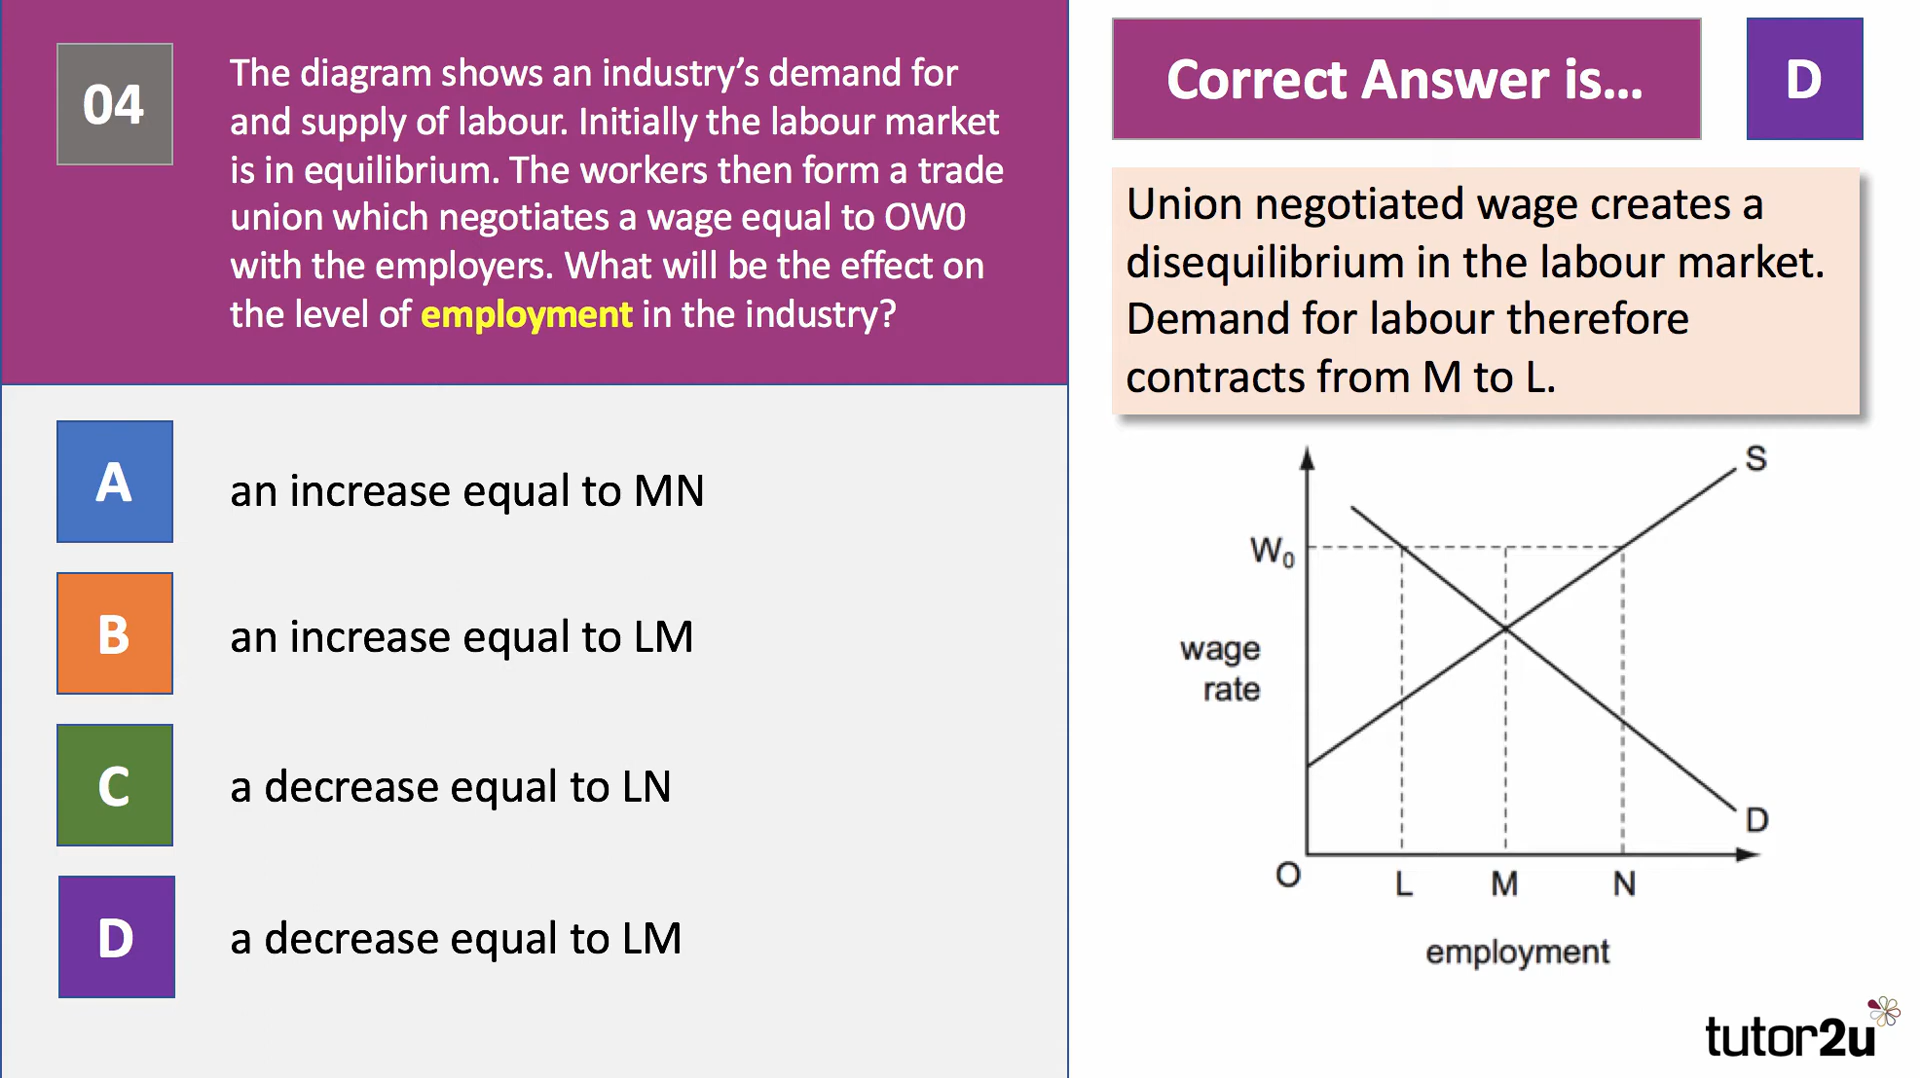 04
The diagram shows an industry’s demand for
and supply of labour. Initially the labour market
is in equilibrium. The workers then form a trade
union which negotiates a wage equal to OW0
with the employers. What will be the effect on
the level of employment in the industry?
A
an increase equal to MN
B
an increase equal to LM
C
a decrease equal to LN
D
a decrease equal to LM
Correct Answer is...
D
Union negotiated wage creates a
disequilibrium in the labour market.
Demand for labour therefore
contracts from M to L.
S
W₀
wage
rate
D
O
L M N
employment
tutor2u